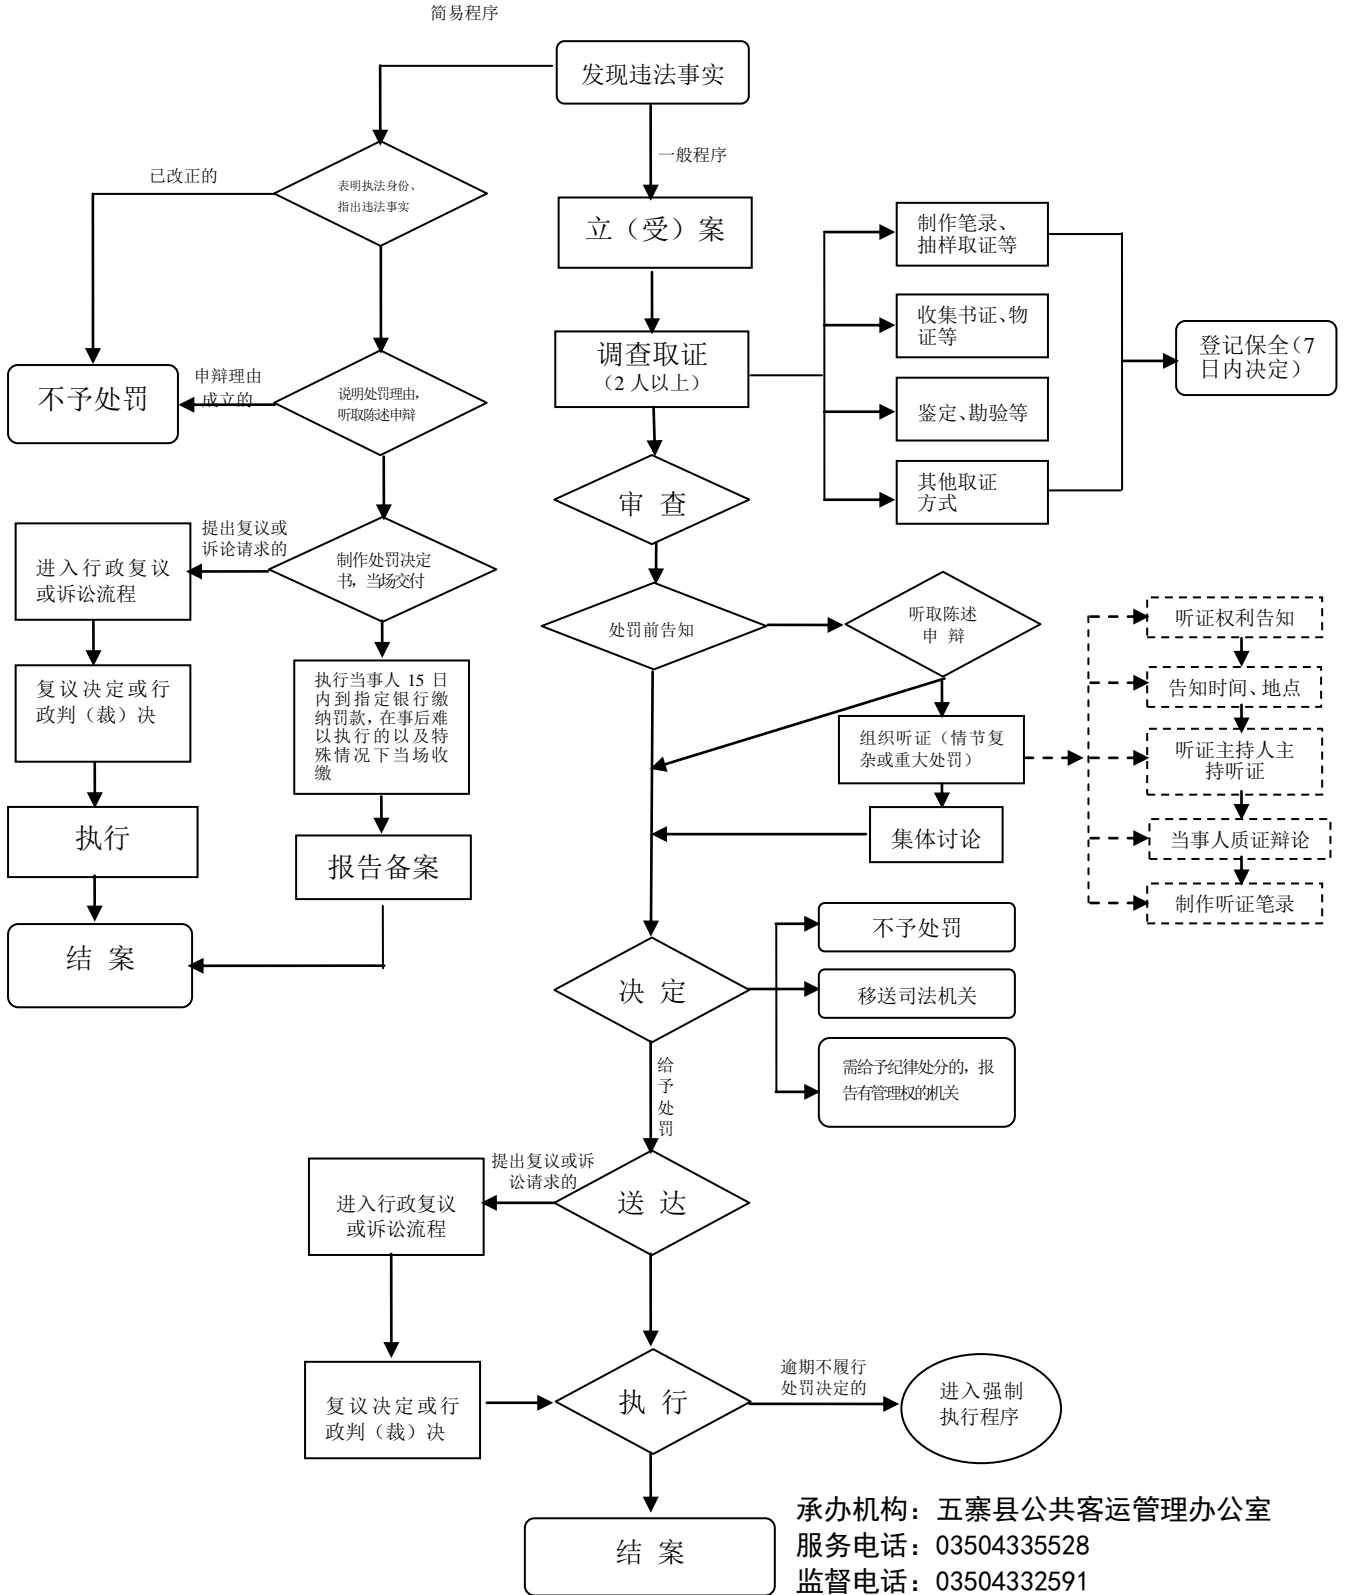 简易程序
发现违法事实
一般程序
已改正的
表明执法身份、
指出违法事实
立（受）案
制作笔录、
抽样取证等
收集书证、物
证等
调查取证
（2 人以上）
登记保全（7
日内决定）
不予处罚
申辩理由
成立的
说明处罚理由，
听取陈述申辩
鉴定、勘验等
其他取证
方式
审 查
提出复议或
诉论请求的
进入行政复议
或诉讼流程
制作处罚决定
书，当场交付
处罚前告知
听取陈述
申 辩
听证权利告知
告知时间、地点
复议决定或行
政判（裁）决
执行当事人 15 日
内到指定银行缴
纳罚款，在事后难
以执行的以及特
殊情况下当场收
缴
组织听证（情节复
杂或重大处罚）
听证主持人主
持听证
执行
报告备案
集体讨论
当事人质证辩论
制作听证笔录
结 案
不予处罚
决 定
移送司法机关
需给予纪律处分的，报
告有管理权的机关
给
予
处
罚
提出复议或诉
讼请求的
进入行政复议
或诉讼流程
送 达
复议决定或行
政判（裁）决
执 行
逾期不履行
处罚决定的
进入强制
执行程序
结 案
承办机构：五寨县公共客运管理办公室
服务电话：03504335528
监督电话：03504332591